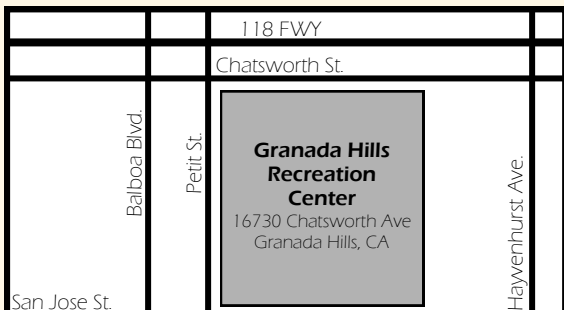 118 FWY
Chatsworth St.
Balboa Blvd.
Petit St.
Granada Hills
Recreation
Center
16730 Chatsworth Ave
Granada Hills, CA
Hayvenhurst Ave.
San Jose St.